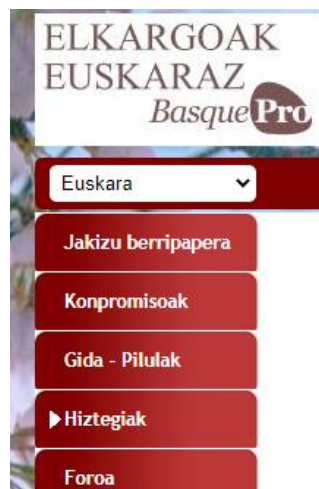 ELKARGOAK
EUSKARAZ
Basque Pro
Euskara
Jakizu berripapera
Konpromisoak
Gida - Pilulak
Hiztegiak
Foroa